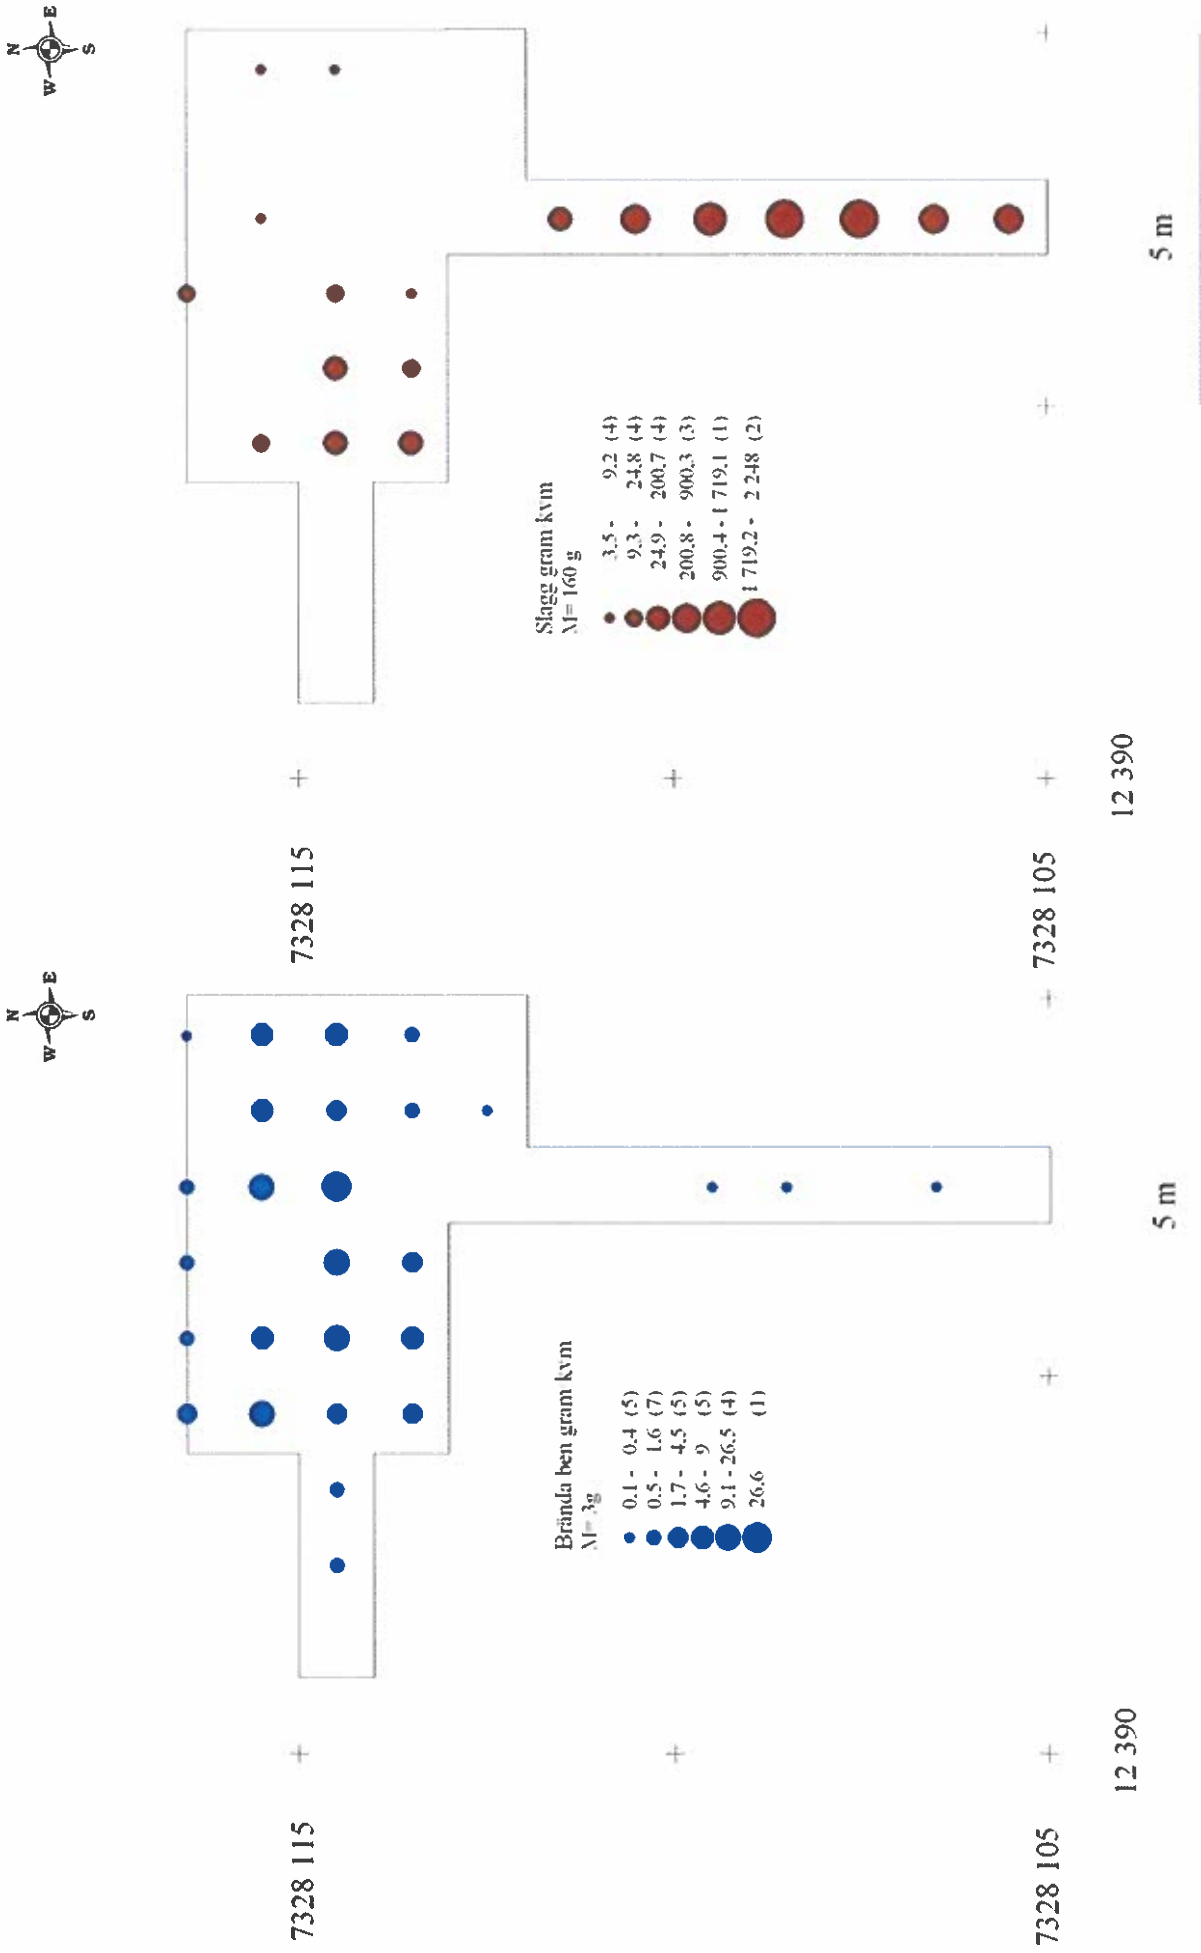 N
W E
S
7328 115
Brända ben gram kvm
M= 3g
0.1 - 0.4 (5)
0.5 - 1.6 (7)
1.7 - 4.5 (5)
4.6 - 9 (5)
9.1 - 26.5 (4)
26.6 (1)
7328 105
12 390
5 m
N
W E
S
7328 115
Slagg gram kvm
M= 160 g
3.5 - 9.2 (4)
9.3 - 24.8 (4)
24.9 - 200.7 (4)
200.8 - 900.3 (3)
900.4 - 1 719.1 (1)
1 719.2 - 2 248 (2)
7328 105
12 390
5 m